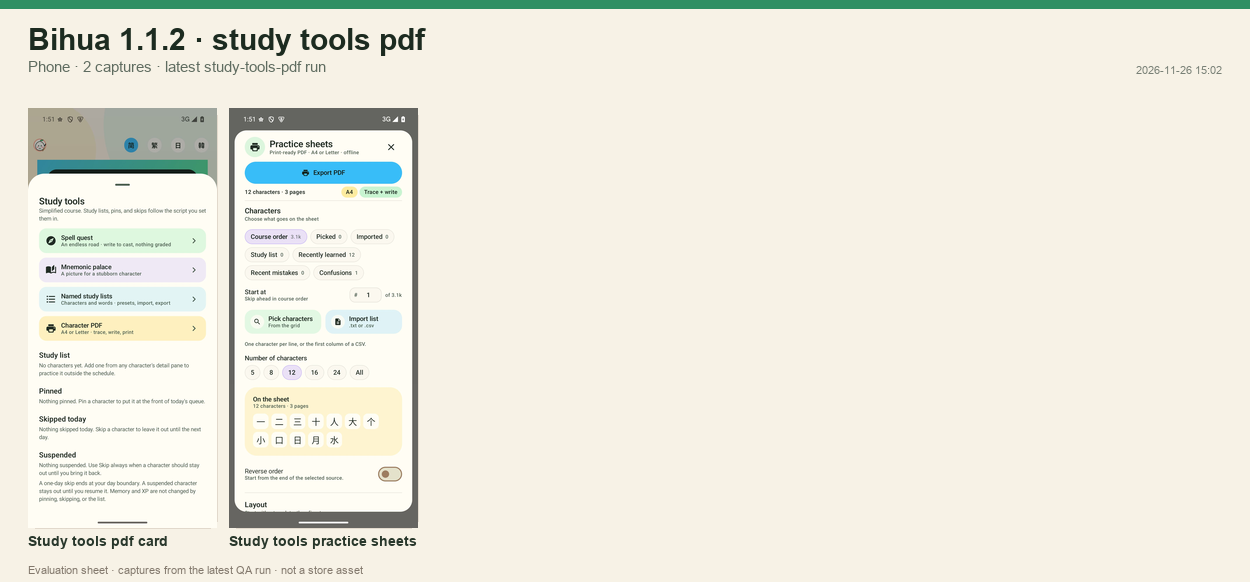 Bihua 1.1.2 · study tools pdf
Phone · 2 captures · latest study-tools-pdf run
2026-11-26 15:02
1:51
3G
简
繁
日
韓
Study tools
Simplified course. Study lists, pins, and skips follow the script you set
them in.
Spell quest
An endless road · write to cast, nothing graded
Mnemonic palace
A picture for a stubborn character
Named study lists
Characters and words · presets, import, export
Character PDF
A4 or Letter · trace, write, print
Study list
No characters yet. Add one from any character's detail pane to
practice it outside the schedule.
Pinned
Nothing pinned. Pin a character to put it at the front of today's queue.
Skipped today
Nothing skipped today. Skip a character to leave it out until the next
day.
Suspended
Nothing suspended. Use Skip always when a character should stay
out until you bring it back.
A one-day skip ends at your day boundary. A suspended character
stays out until you resume it. Memory and XP are not changed by
pinning, skipping, or the list.
Study tools pdf card
1:51
3G
Practice sheets
Print-ready PDF · A4 or Letter · offline
Export PDF
12 characters · 3 pages
A4
Trace + write
Characters
Choose what goes on the sheet
Course order 3.1k
Picked 0
Imported 0
Study list 0
Recently learned 12
Recent mistakes 0
Confusions 1
Start at
Skip ahead in course order
# 1 of 3.1k
Pick characters
From the grid
Import list
.txt or .csv
One character per line, or the first column of a CSV.
Number of characters
5 8 12 16 24 All
On the sheet
12 characters · 3 pages
一 二 三 十 人 大 个
小 口 日 月 水
Reverse order
Start from the end of the selected source.
Layout
Study tools practice sheets
Evaluation sheet · captures from the latest QA run · not a store asset